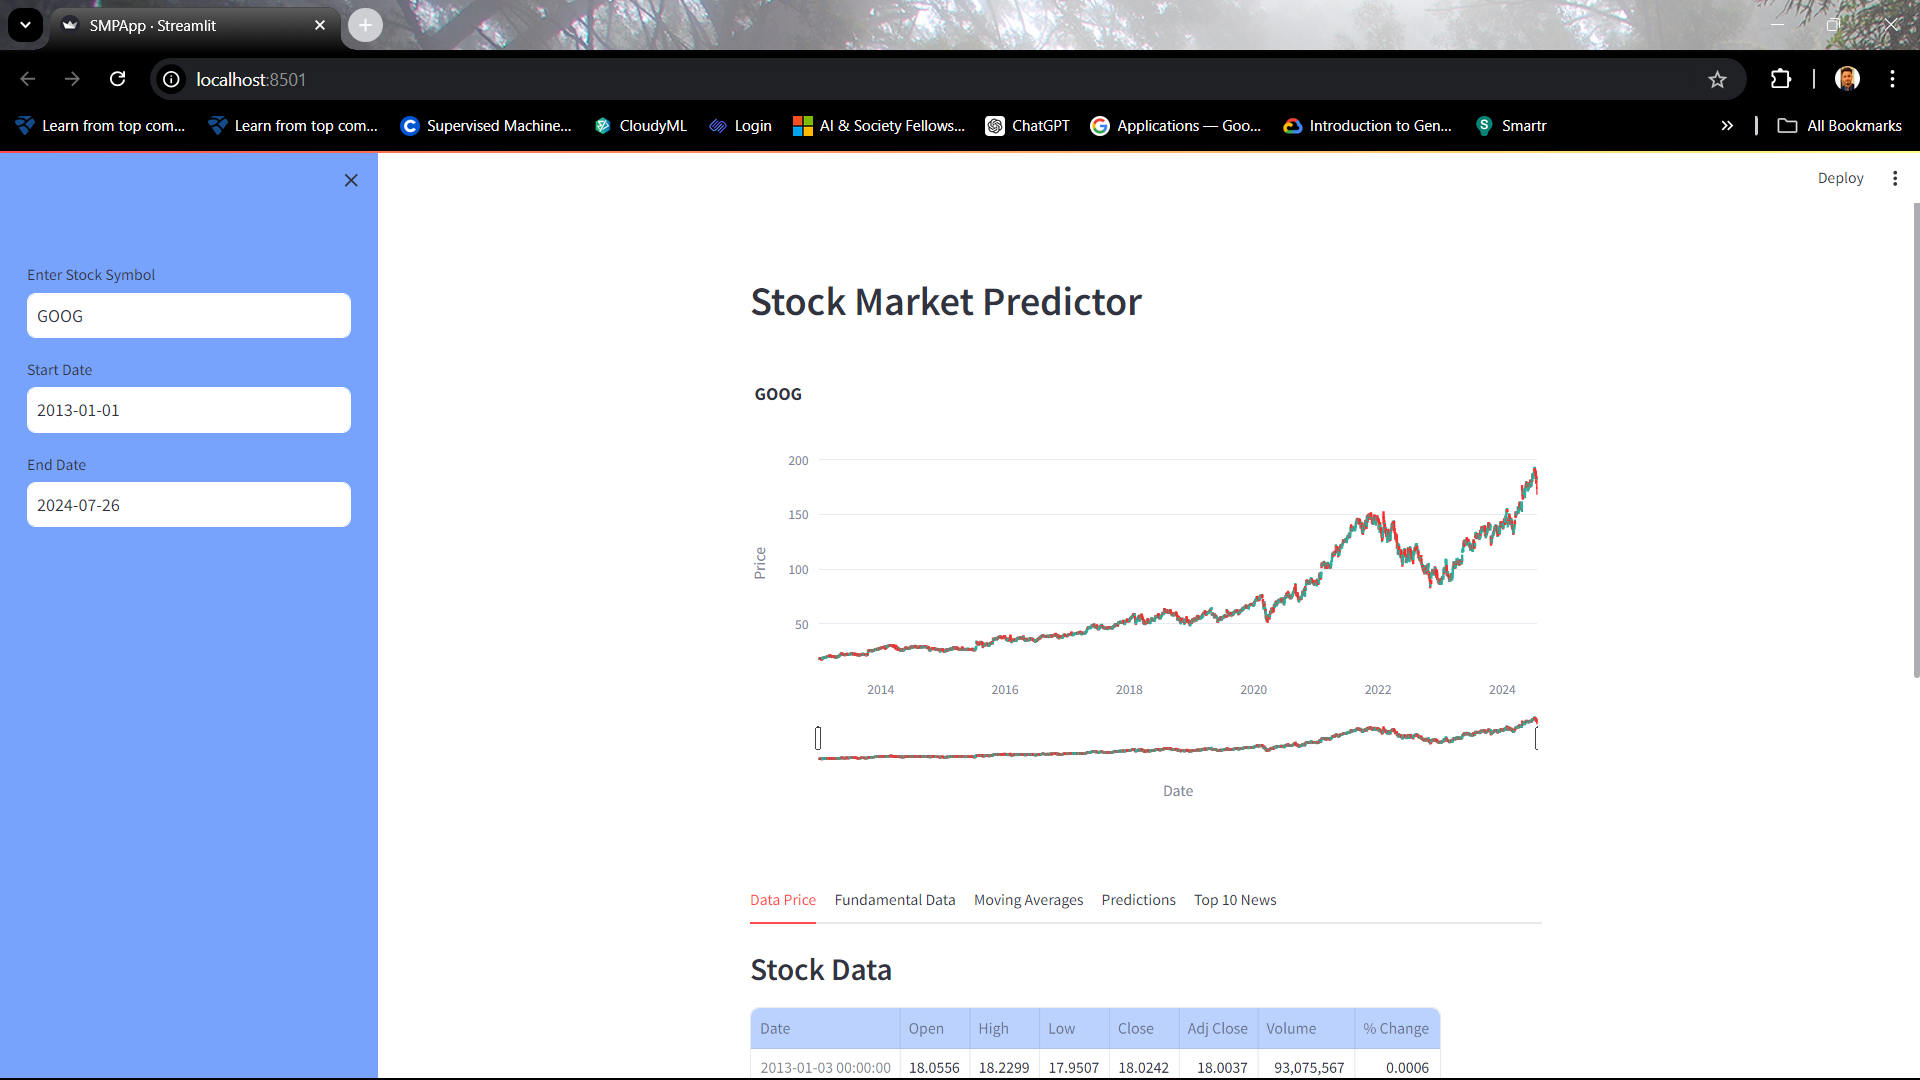 SMPApp · Streamlit
localhost:8501
Learn from top com... Learn from top com... Supervised Machine... CloudyML Login AI & Society Fellows... ChatGPT Applications — Goo... Introduction to Gen... Smartr All Bookmarks
Deploy
Enter Stock Symbol
GOOG
Start Date
2013-01-01
End Date
2024-07-26
Stock Market Predictor
GOOG
200
150
100
50
Price
2014 2016 2018 2020 2022 2024
Date
Data Price Fundamental Data Moving Averages Predictions Top 10 News
Stock Data
Date Open High Low Close Adj Close Volume % Change
2013-01-03 00:00:00 18.0556 18.2299 17.9507 18.0242 18.0037 93,075,567 0.0006